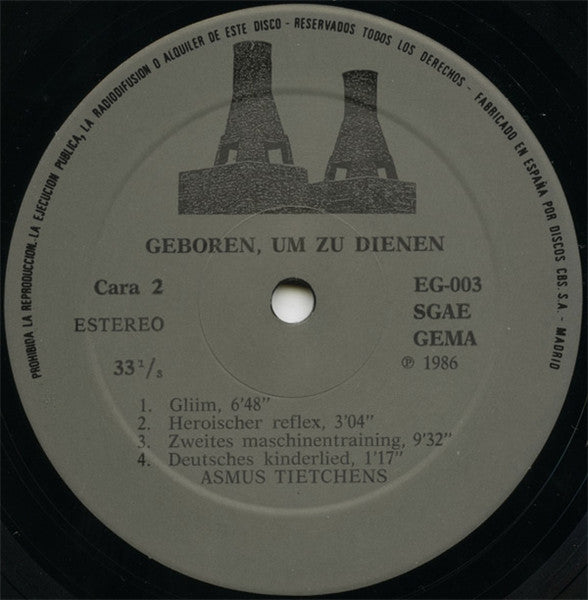 PROHIBIDA LA REPRODUCCION. LA EJECUCION PUBLICA, LA RADIODIFUSION O ALQUILER DE ESTE DISCO - RESERVADOS TODOS LOS DERECHOS - FABRICADO EN ESPAÑA POR DISCOS CBS. S.A. - MADRID
GEBOREN, UM ZU DIENEN
Cara 2
EG-003
ESTEREO
SGAE
GEMA
33 1/3
℗ 1986
1. Gliim, 6'48"
2. Heroischer reflex, 3'04"
3. Zweites maschinentraining, 9'32"
4. Deutsches kinderlied, 1'17"
ASMUS TIETCHENS